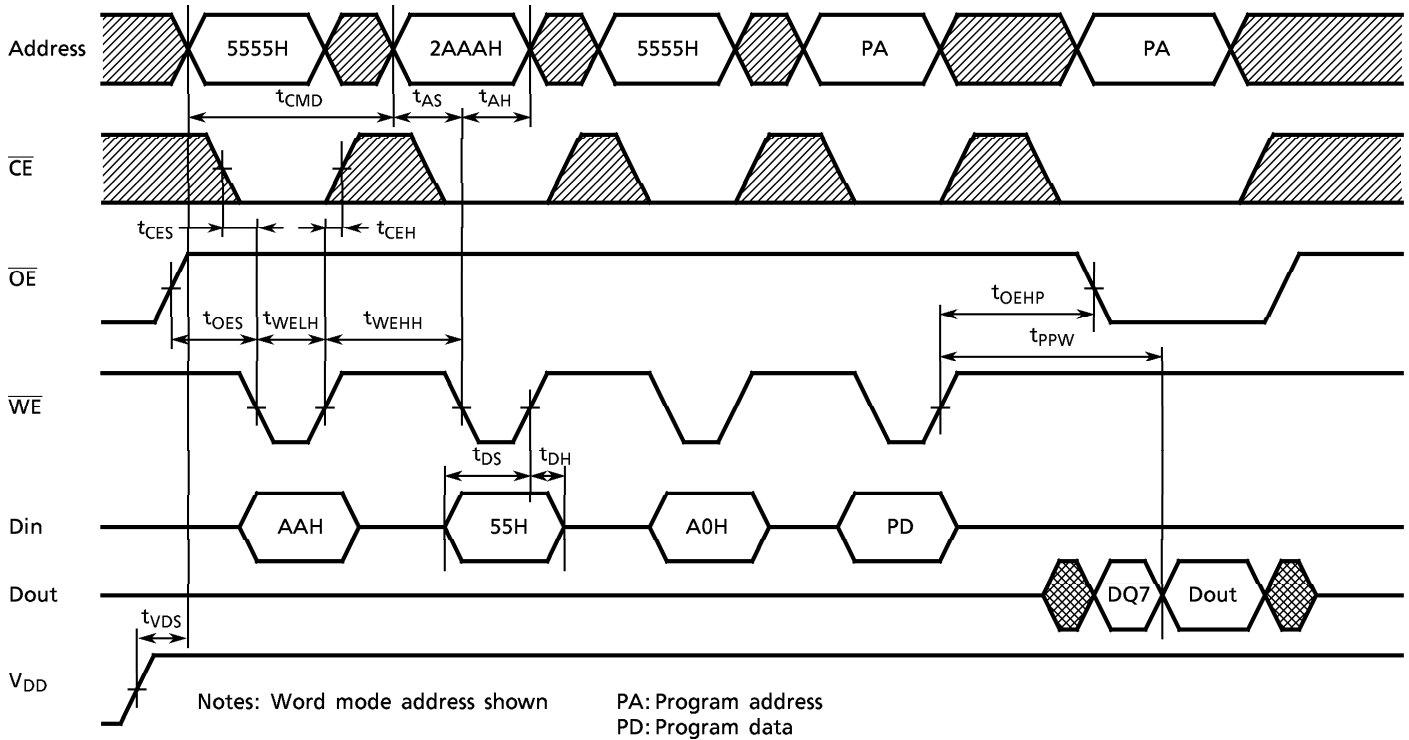 Address 5555H 2AAAH 5555H PA PA
tCMD tAS tAH
CE
tCES tCEH
OE
tOES tWELH tWEHH tOEHP
tPPW
WE
tDS tDH
Din AAH 55H A0H PD
Dout DQ7 Dout
tVDS
VDD
Notes: Word mode address shown PA: Program address
PD: Program data